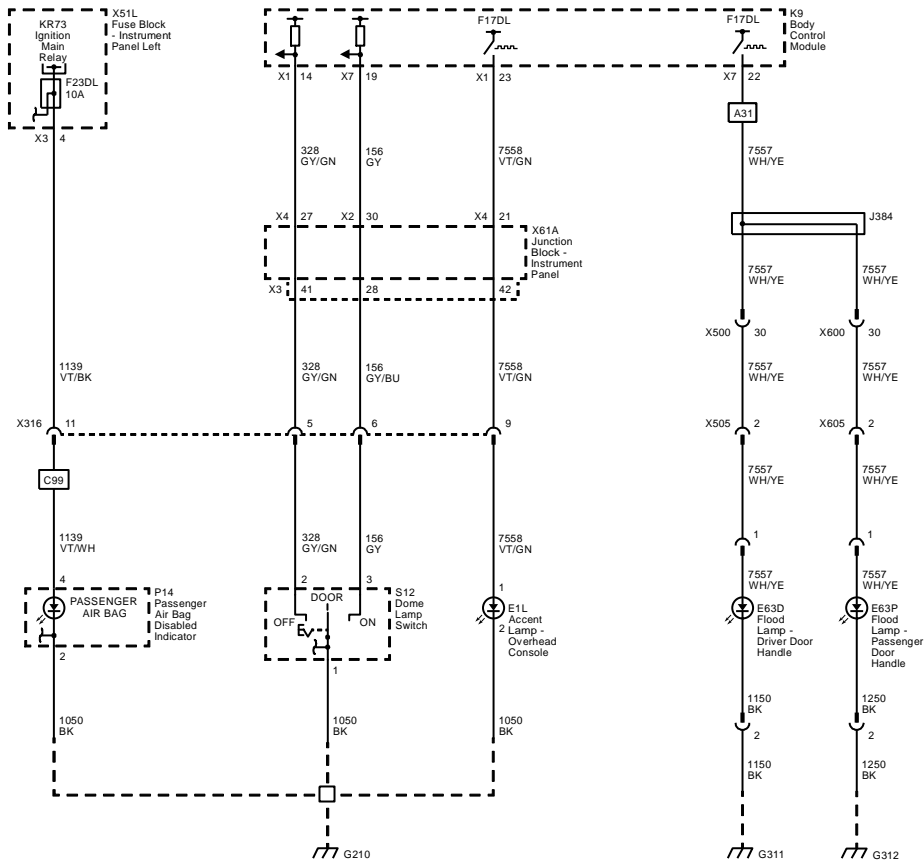 X51L
Fuse Block
- Instrument
Panel Left
KR73
Ignition
Main
Relay
F23DL
10A
X3 4
F17DL
F17DL
K9
Body
Control
Module
X1 14
X7 19
X1 23
X7 22
A31
328
GY/GN
156
GY
7558
VT/GN
7557
WH/YE
X4 27
X2 30
X4 21
J384
X61A
Junction
Block -
Instrument
Panel
X3 41
28
42
7557
WH/YE
7557
WH/YE
X500 30
X600 30
1139
VT/BK
328
GY/GN
156
GY/BU
7558
VT/GN
7557
WH/YE
7557
WH/YE
X316 11
5
6
9
X505 2
X605 2
C99
7557
WH/YE
7557
WH/YE
1139
VT/WH
328
GY/GN
156
GY
7558
VT/GN
1
1
7557
WH/YE
7557
WH/YE
4
P14
Passenger
Air Bag
Disabled
Indicator
PASSENGER
AIR BAG
2
2
3
DOOR
OFF
ON
S12
Dome
Lamp
Switch
1
1
E1L
Accent
Lamp -
Overhead
Console
2
E63D
Flood
Lamp -
Driver Door
Handle
E63P
Flood
Lamp -
Passenger
Door
Handle
1050
BK
1050
BK
1050
BK
1150
BK
1250
BK
2
2
1150
BK
1250
BK
G210
G311
G312